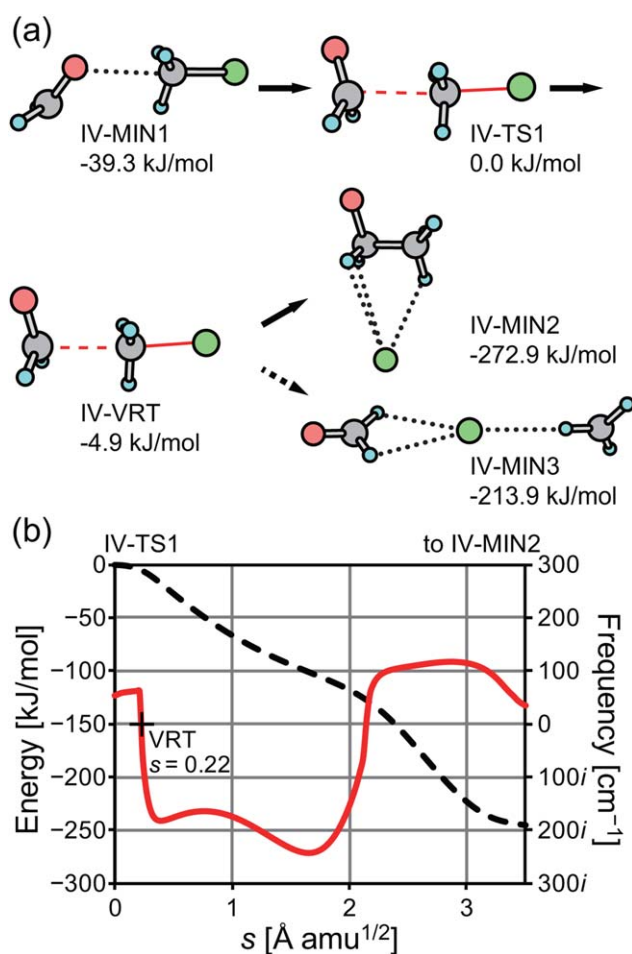 (a)
IV-MIN1
-39.3 kJ/mol
IV-TS1
0.0 kJ/mol
IV-VRT
-4.9 kJ/mol
IV-MIN2
-272.9 kJ/mol
IV-MIN3
-213.9 kJ/mol
(b)
IV-TS1
to IV-MIN2
Energy [kJ/mol]
0
−50
−100
−150
−200
−250
−300
VRT
s = 0.22
300
200
100
0
100i
200i
300i
Frequency [cm⁻¹]
0
1
2
3
s [Å amu¹ᐟ²]